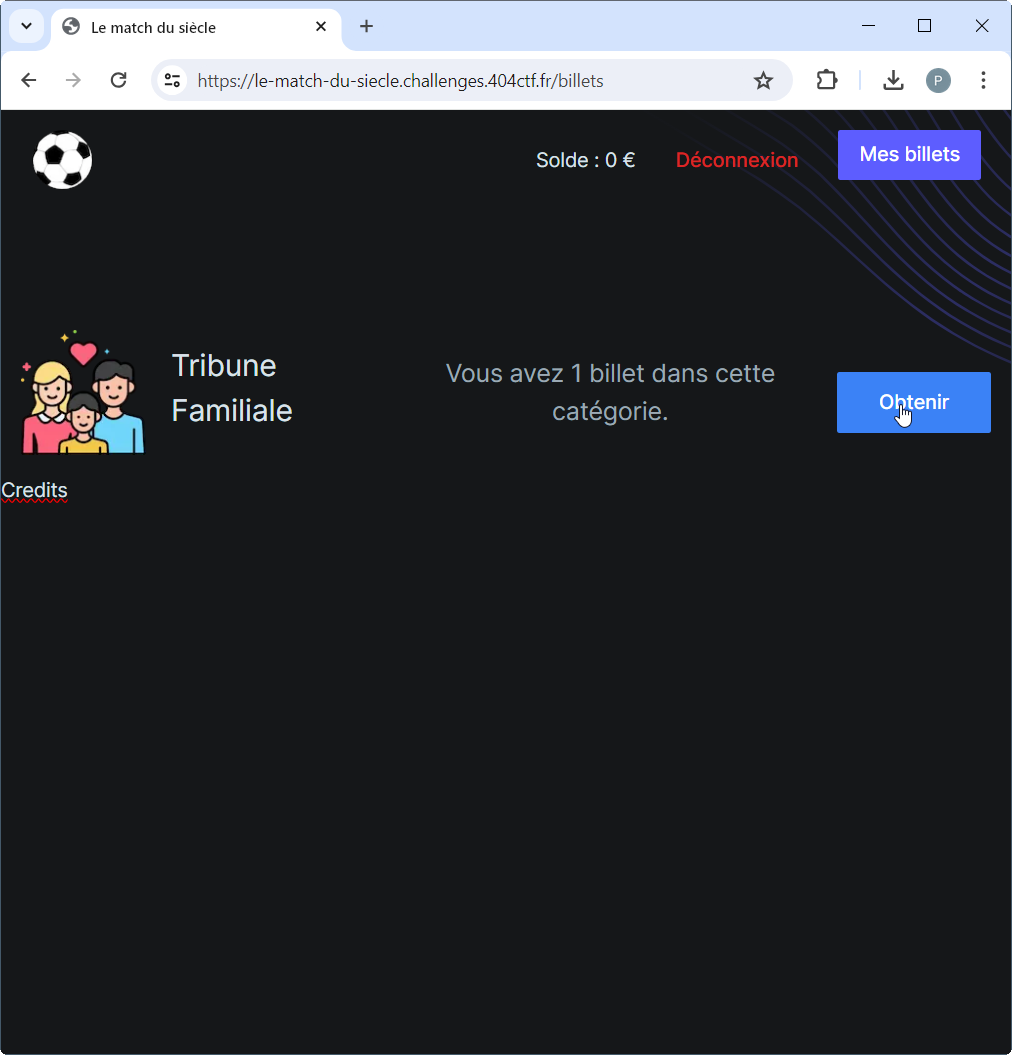 Le match du siècle
https://le-match-du-siecle.challenges.404ctf.fr/billets
P
Solde : 0 €
Déconnexion
Mes billets
Tribune
Familiale
Vous avez 1 billet dans cette
catégorie.
Obtenir
Credits